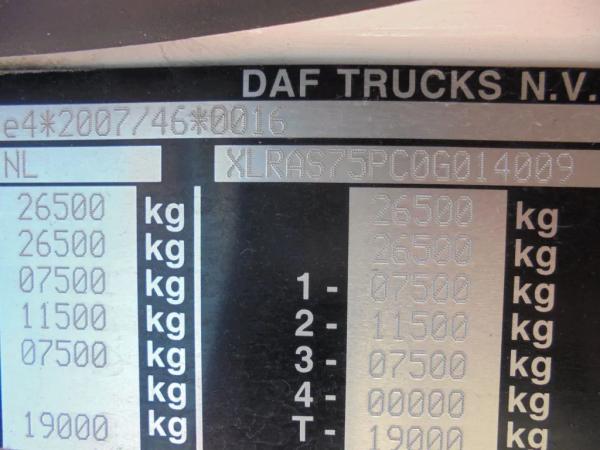 DAF TRUCKS N.V.
e4*2007/46*0016
NL XLRAS75PC0G014009
26500 kg 26500 kg
26500 kg 26500 kg
07500 kg 1- 07500 kg
11500 kg 2- 11500 kg
07500 kg 3- 07500 kg
kg 4- 00000 kg
19000 kg T- 19000 kg